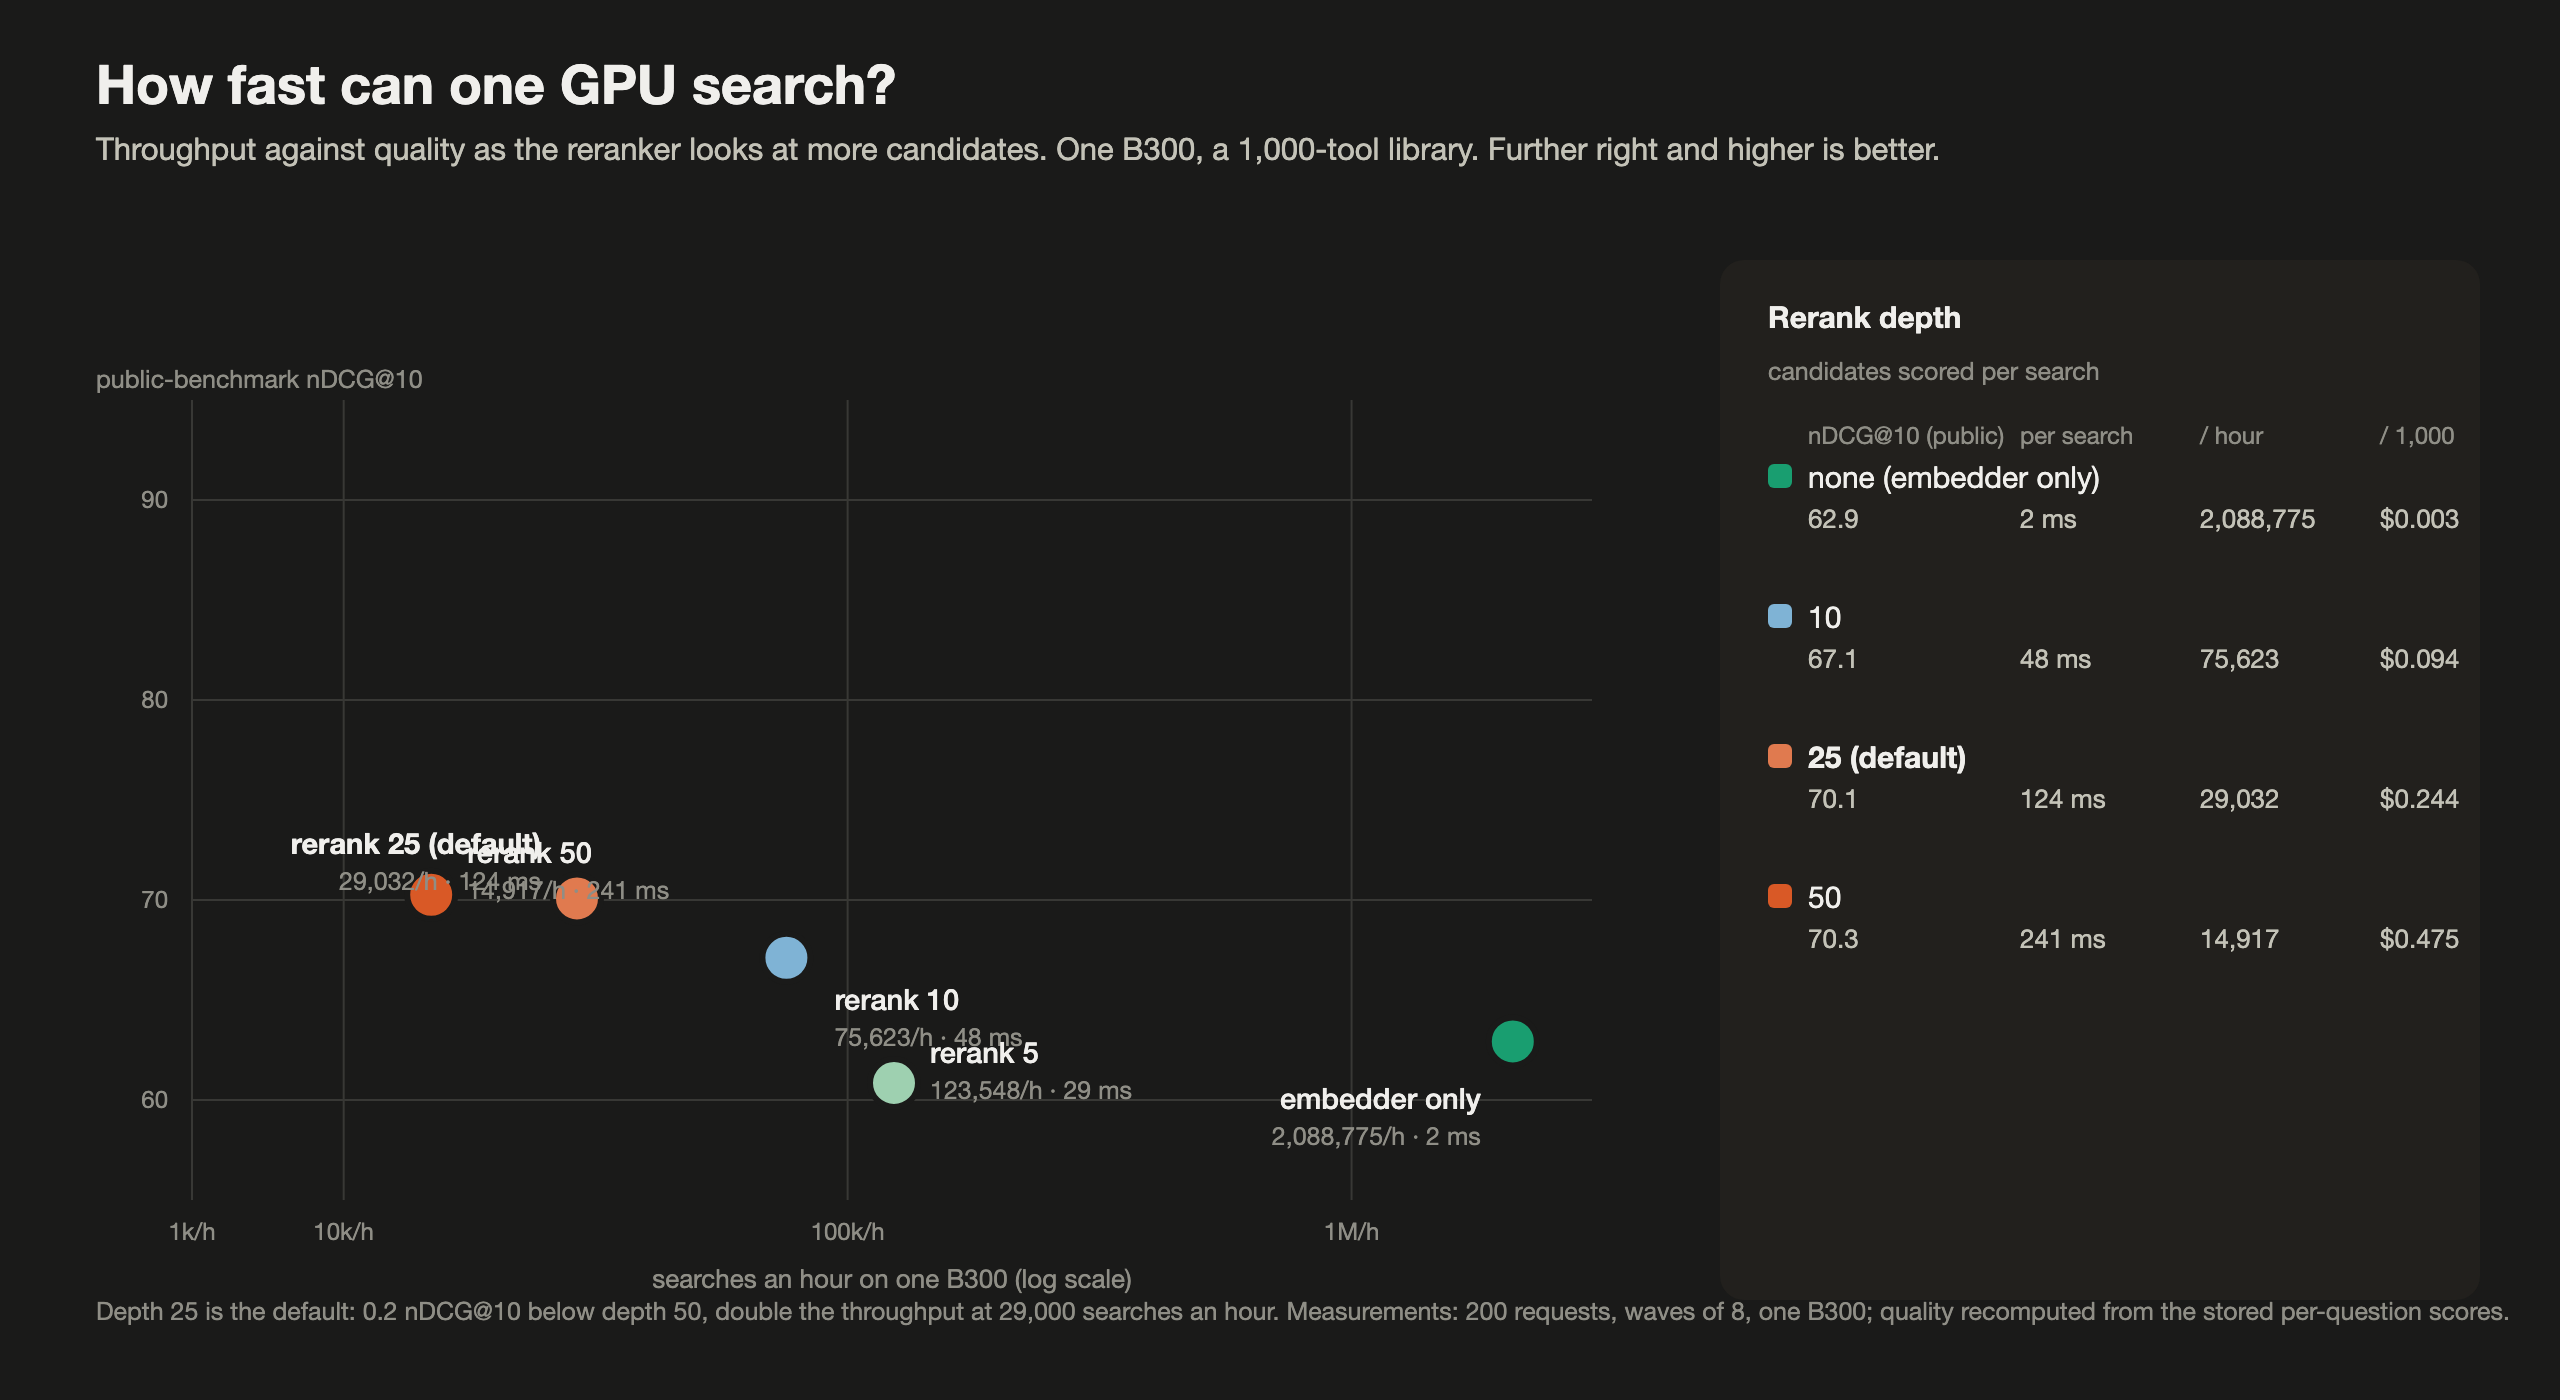 How fast can one GPU search?
Throughput against quality as the reranker looks at more candidates. One B300, a 1,000-tool library. Further right and higher is better.
public-benchmark nDCG@10
90
80
70
60
rerank 25 (default)
29,032/h · 124 ms
rerank 50
14,917/h · 241 ms
rerank 10
75,623/h · 48 ms
rerank 5
123,548/h · 29 ms
embedder only
2,088,775/h · 2 ms
1k/h 10k/h 100k/h 1M/h
searches an hour on one B300 (log scale)
Rerank depth
candidates scored per search
nDCG@10 (public) per search / hour / 1,000
none (embedder only)
62.9 2 ms 2,088,775 $0.003
10
67.1 48 ms 75,623 $0.094
25 (default)
70.1 124 ms 29,032 $0.244
50
70.3 241 ms 14,917 $0.475
Depth 25 is the default: 0.2 nDCG@10 below depth 50, double the throughput at 29,000 searches an hour. Measurements: 200 requests, waves of 8, one B300; quality recomputed from the stored per-question scores.